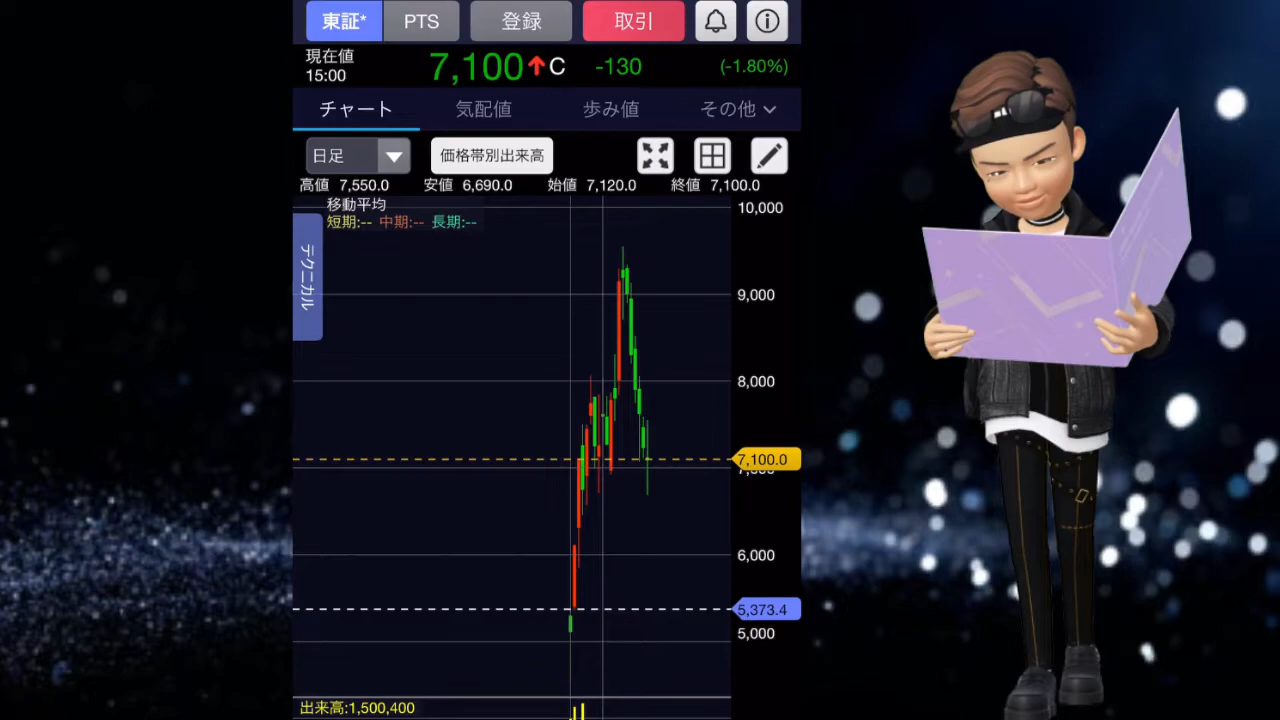 東証* PTS 登録 取引
現在値
15:00
7,100 C -130 (-1.80%)
チャート 気配値 歩み値 その他
日足 価格帯別出来高
高値 7,550.0 安値 6,690.0 始値 7,120.0 終値 7,100.0
移動平均
短期:-- 中期:-- 長期:--
テクニカル
10,000
9,000
8,000
7,100.0
6,000
5,373.4
5,000
出来高:1,500,400